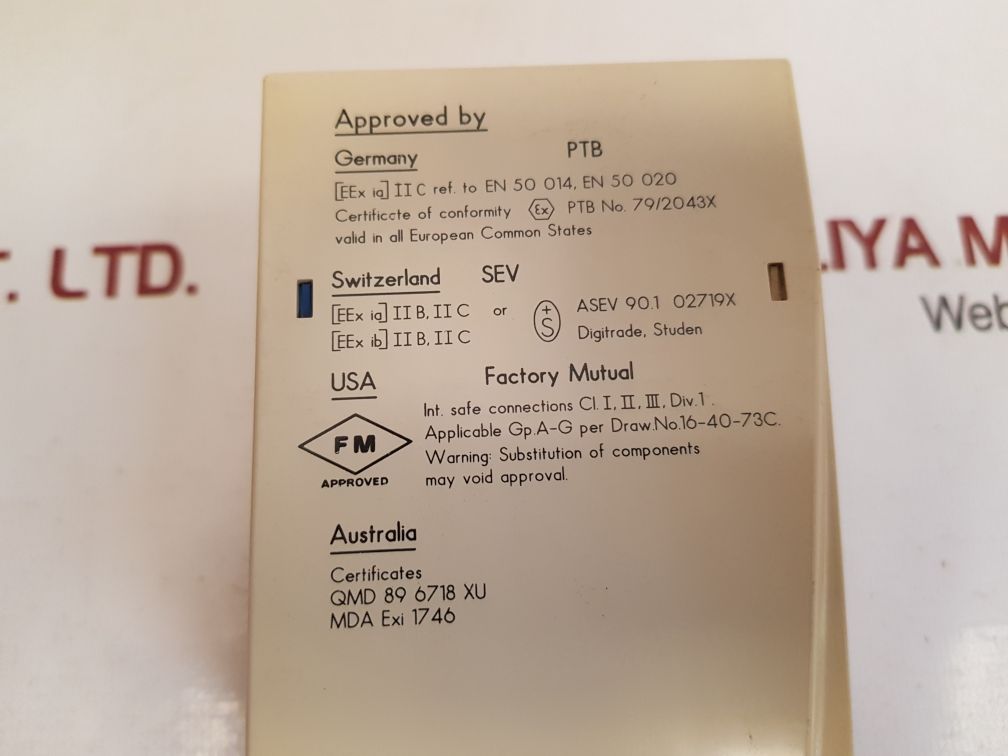 Approved by
Germany PTB
[EEx ia] II C ref. to EN 50 014, EN 50 020
Certificcte of conformity Ex PTB No. 79/2043X
valid in all European Common States
Switzerland SEV
[EEx ia] II B, II C or +S ASEV 90.1 02719X
[EEx ib] II B, II C Digitrade, Studen
USA Factory Mutual
Int. safe connections Cl. I, II, III, Div.1.
Applicable Gp.A-G per Draw.No.16-40-73C.
FM
Warning: Substitution of components
may void approval.
APPROVED
Australia
Certificates
QMD 89 6718 XU
MDA Exi 1746
. LTD.
IYA M
Web